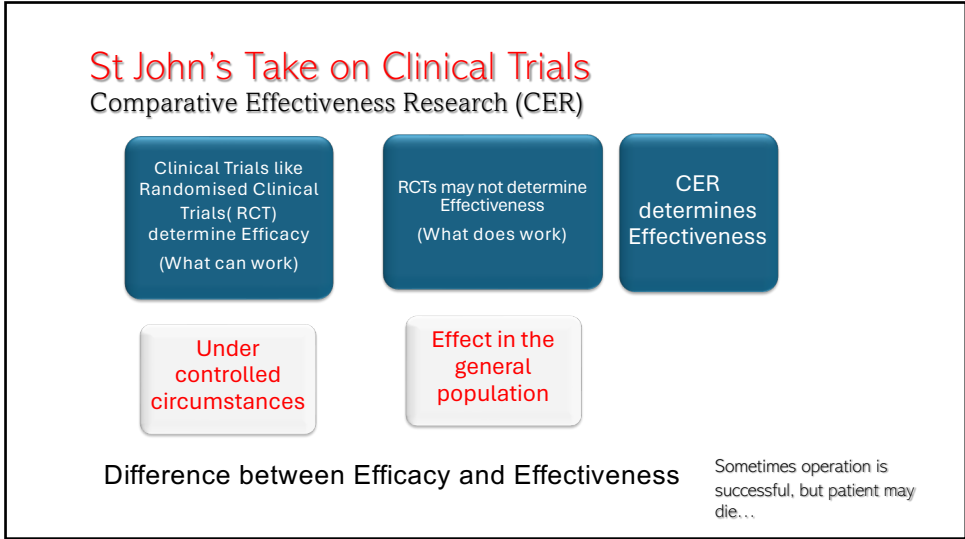 St John’s Take on Clinical Trials
Comparative Effectiveness Research (CER)
Clinical Trials like
Randomised Clinical
Trials( RCT)
determine Efficacy
(What can work)
RCTs may not determine
Effectiveness
(What does work)
CER
determines
Effectiveness
Under
controlled
circumstances
Effect in the
general
population
Difference between Efficacy and Effectiveness
Sometimes operation is
successful, but patient may
die…